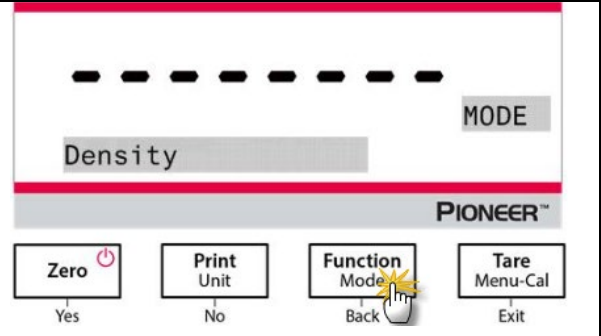 MODE
Density
PIONEER™
Zero
Print
Unit
Function
Mode
Tare
Menu-Cal
Yes
No
Back
Exit